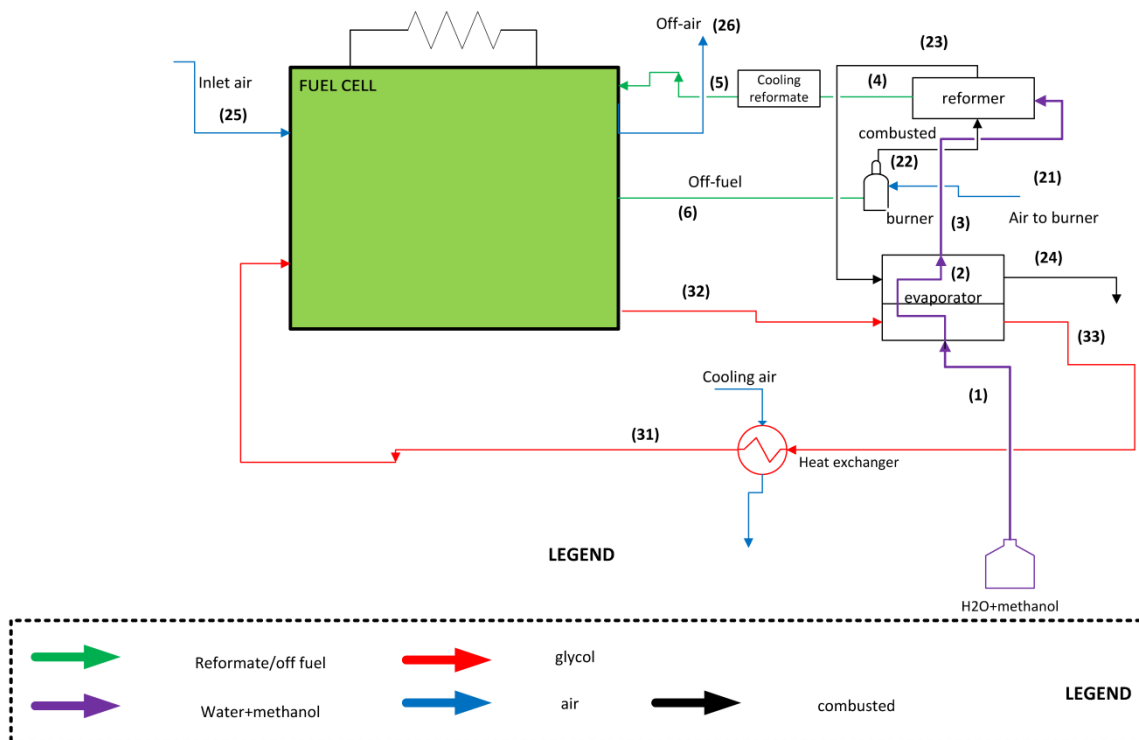 Off-air
(26)
(23)
Inlet air
FUEL CELL
(5)
Cooling
reformate
(4)
reformer
(25)
combusted
(22)
Off-fuel
(21)
(6)
burner
Air to burner
(3)
(2)
(24)
(32)
evaporator
(33)
Cooling air
(1)
(31)
Heat exchanger
LEGEND
H2O+methanol
Reformate/off fuel
glycol
LEGEND
Water+methanol
air
combusted